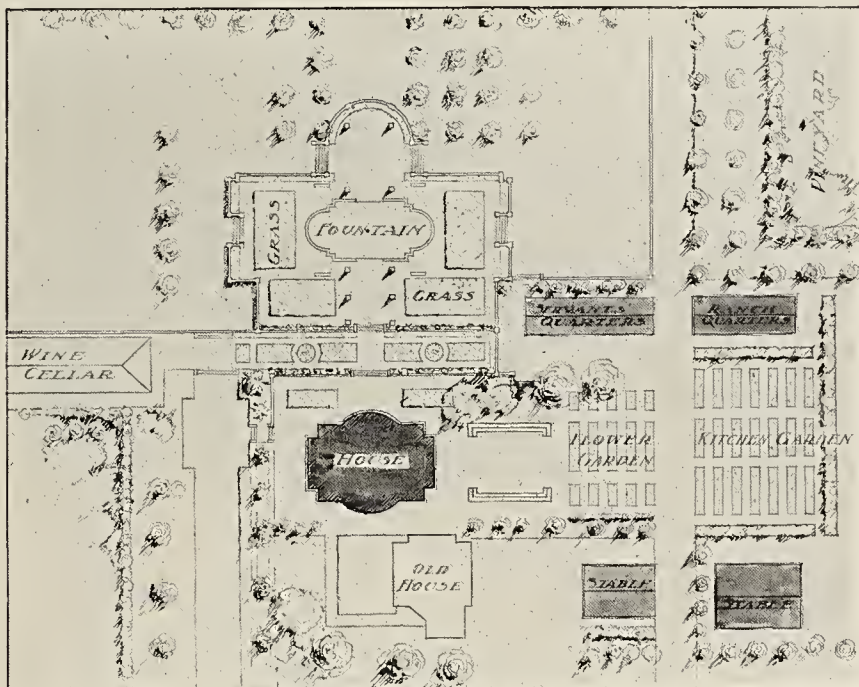 VINEYARD
GRASS
FOUNTAIN
GRASS
SERVANTS
QUARTERS
RANCH
QUARTERS
WINE
CELLAR
HOUSE
FLOWER
GARDEN
KITCHEN GARDEN
OLD
HOUSE
STABLE
STABLE